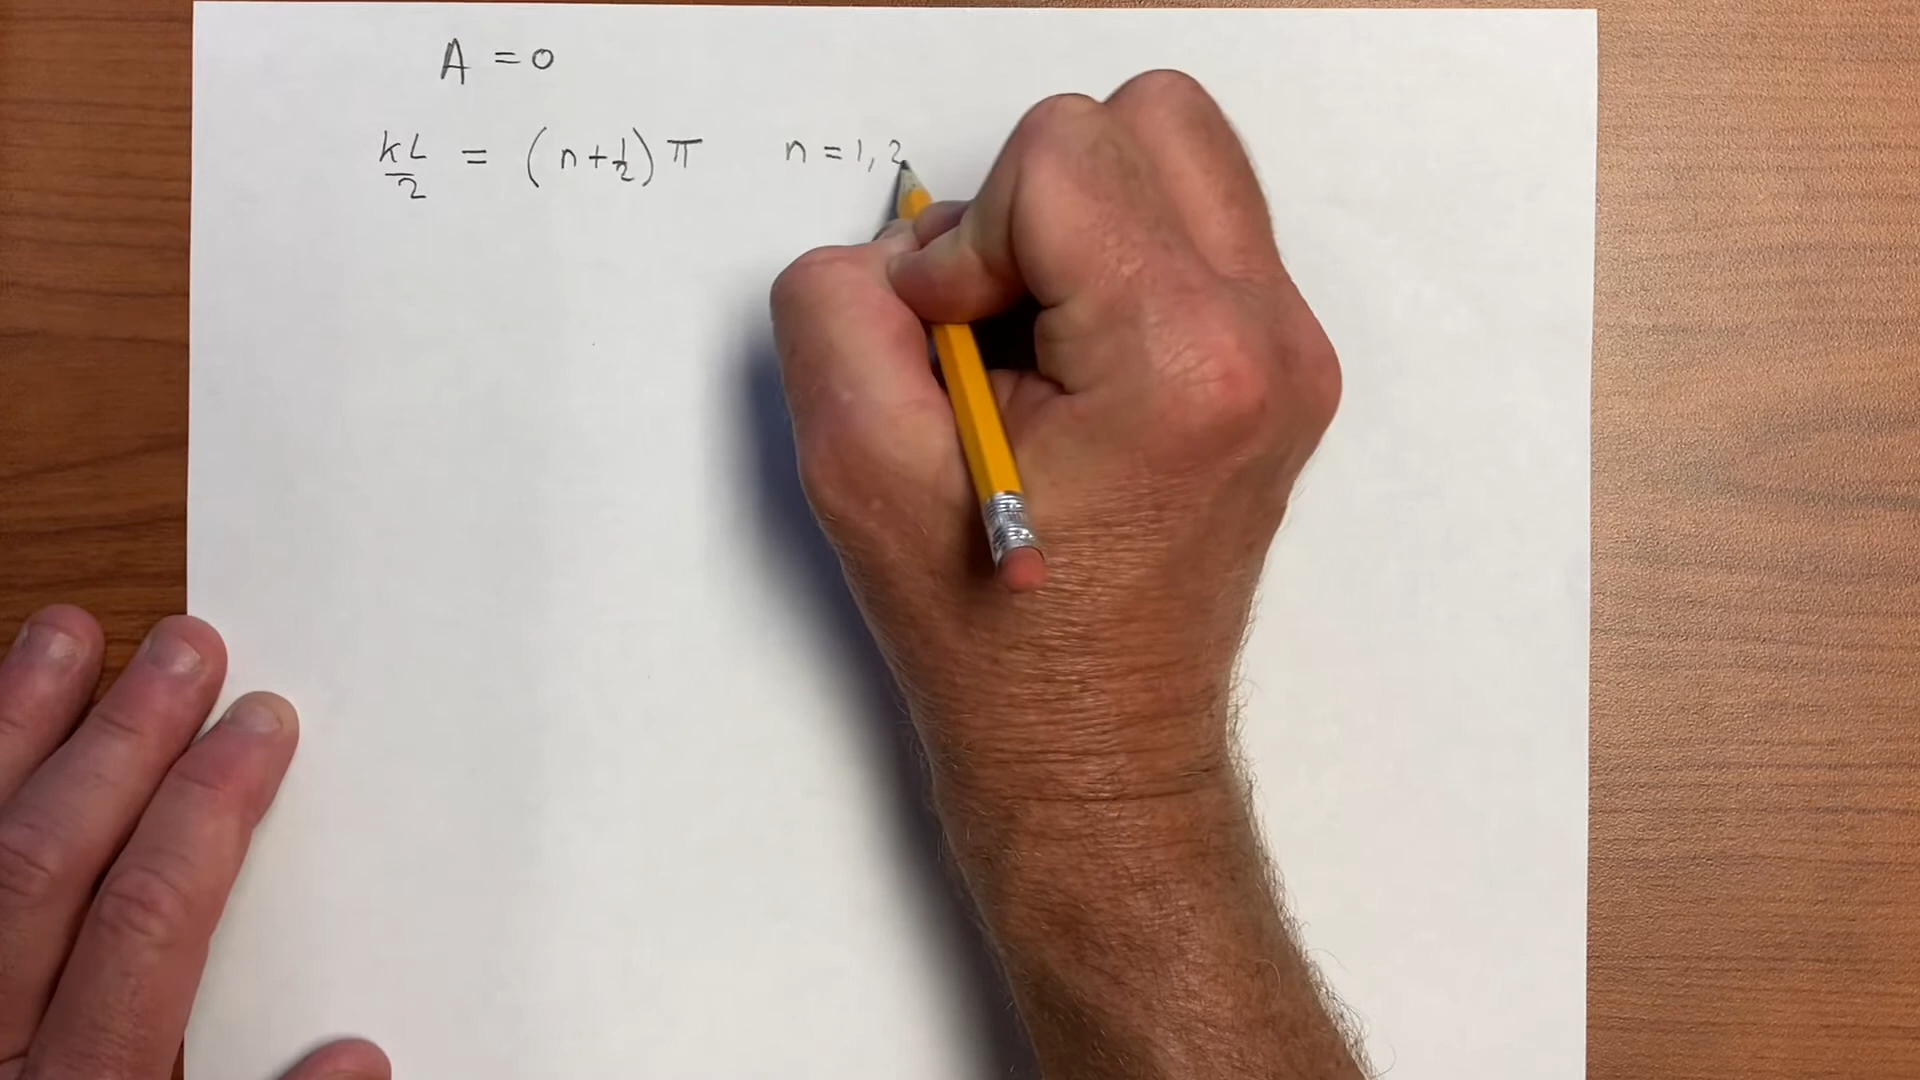 A = 0
kL/2 = (n+1/2) π n = 1, 2